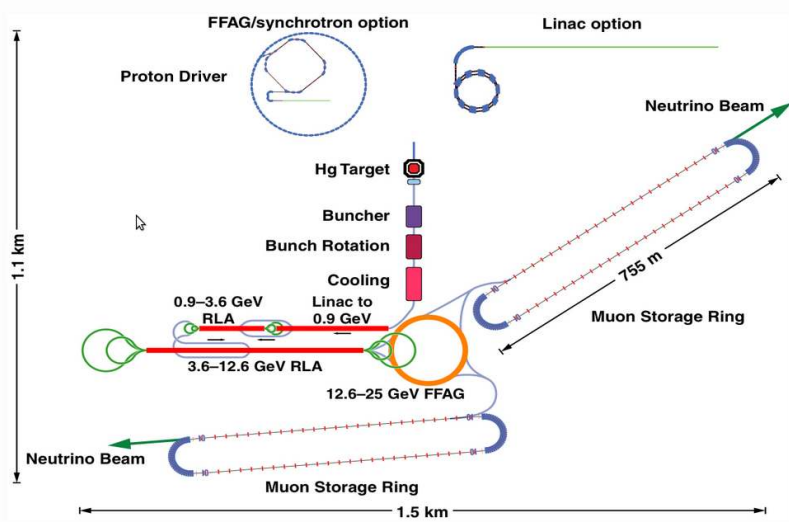 FFAG/synchrotron option
Linac option
Proton Driver
Neutrino Beam
Hg Target
Buncher
Bunch Rotation
Cooling
1.1 km
755 m
0.9–3.6 GeV
RLA
Linac to
0.9 GeV
Muon Storage Ring
3.6–12.6 GeV RLA
12.6–25 GeV FFAG
Neutrino Beam
Muon Storage Ring
1.5 km